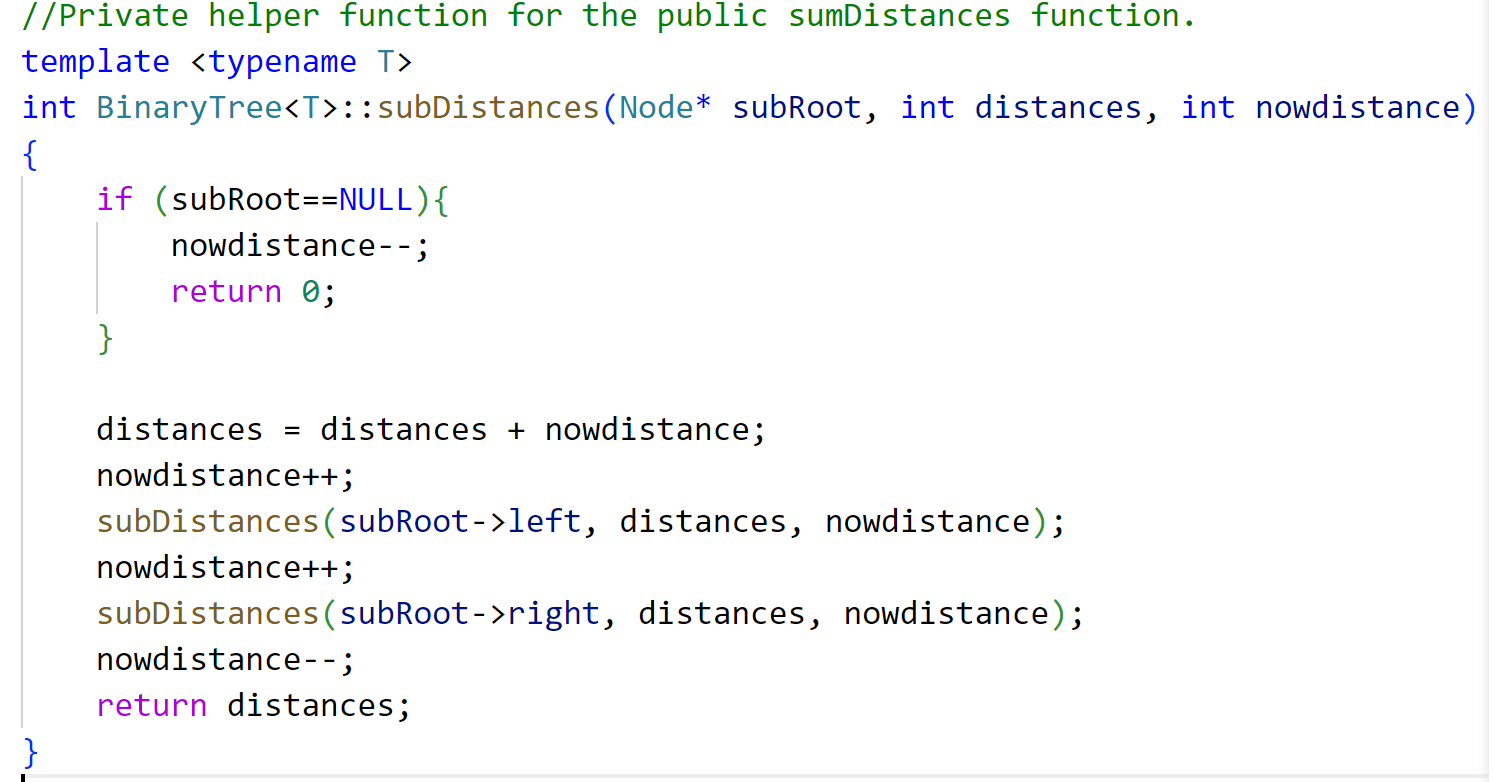 //Private helper function for the public sumDistances function.
template <typename T>
int BinaryTree<T>::subDistances(Node* subRoot, int distances, int nowdistance)
{
    if (subRoot==NULL){
        nowdistance--;
        return 0;
    }

    distances = distances + nowdistance;
    nowdistance++;
    subDistances(subRoot->left, distances, nowdistance);
    nowdistance++;
    subDistances(subRoot->right, distances, nowdistance);
    nowdistance--;
    return distances;
}